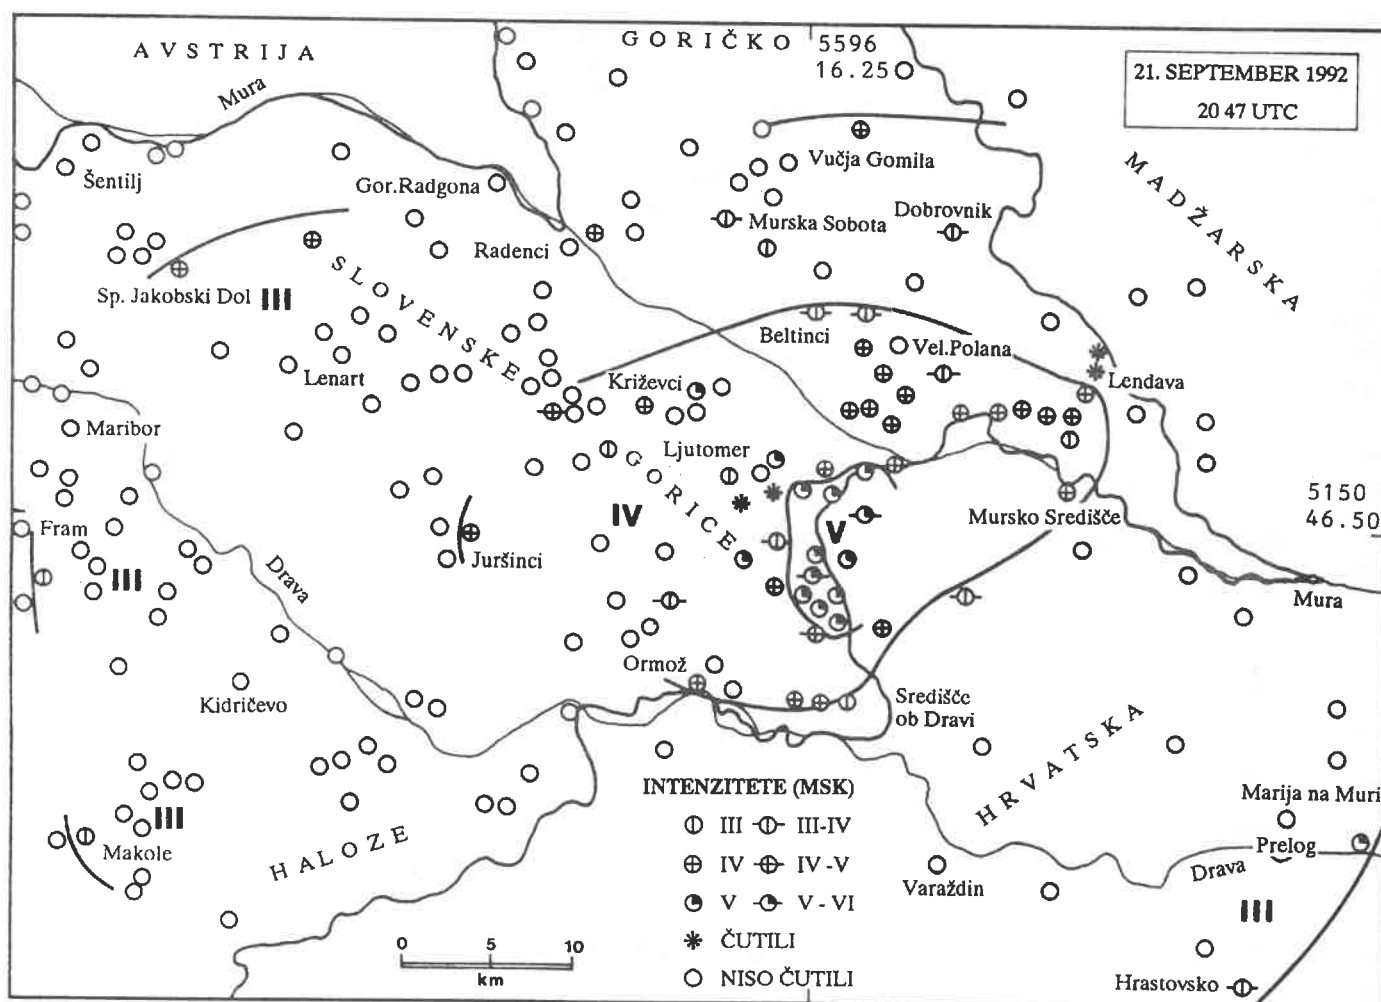 AVSTRIJA
GORIČKO
5596
16.25
21. SEPTEMBER 1992
20 47 UTC
Mura
MADŽARSKA
Vučja Gomila
Šentilj
Gor.Radgona
Dobrovnik
Murska Sobota
Radenci
Sp. Jakobski Dol
III
SLOVENSKE
Beltinci
Vel.Polana
Lenart
Križevci
Lendava
Maribor
Ljutomer
GORICE
5150
46.50
Fram
IV
V
Mursko Središče
Juršinci
III
Drava
Mura
Ormož
Kidričevo
Središče
ob Dravi
HRVATSKA
INTENZITETE (MSK)
Marija na Muri
III
III
III-IV
Makole
HALOZE
Prelog
IV
IV-V
Drava
Varaždin
V
V - VI
III
ČUTILI
0 5 10
km
NISO ČUTILI
Hrastovsko